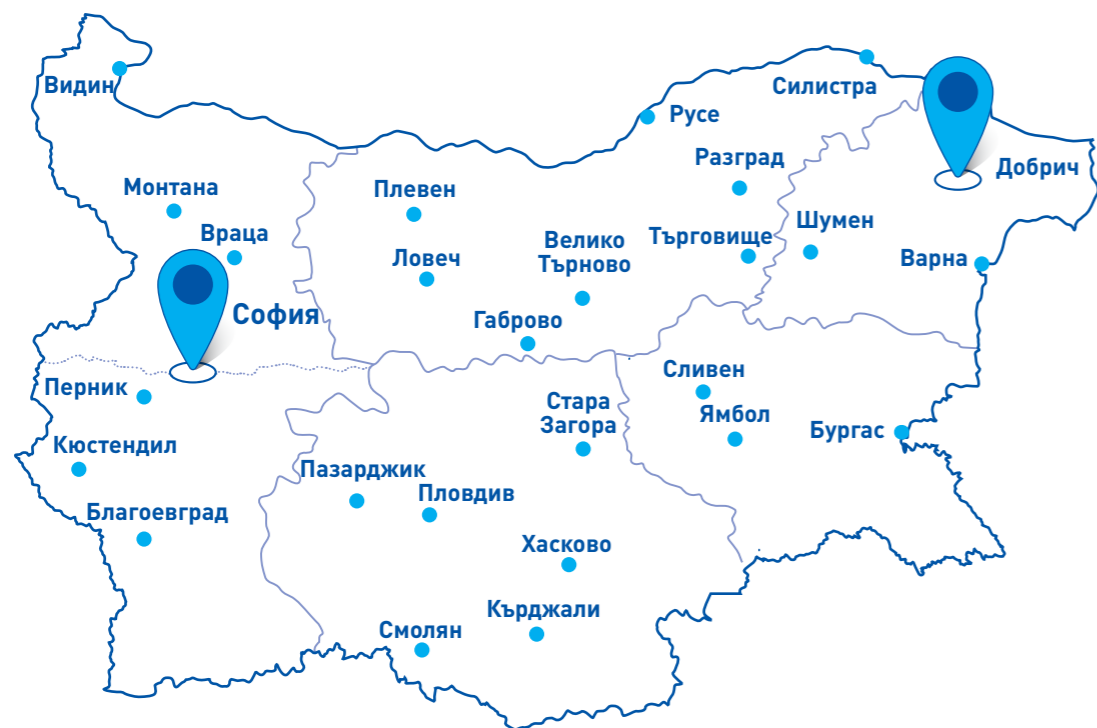 Видин
Силистра
Русе
Разград
Добрич
Монтана
Плевен
Шумен
Враца
Велико
Търново
Търговище
Ловеч
Варна
София
Габрово
Сливен
Перник
Стара
Загора
Ямбол
Бургас
Кюстендил
Пазарджик
Пловдив
Благоевград
Хасково
Кърджали
Смолян